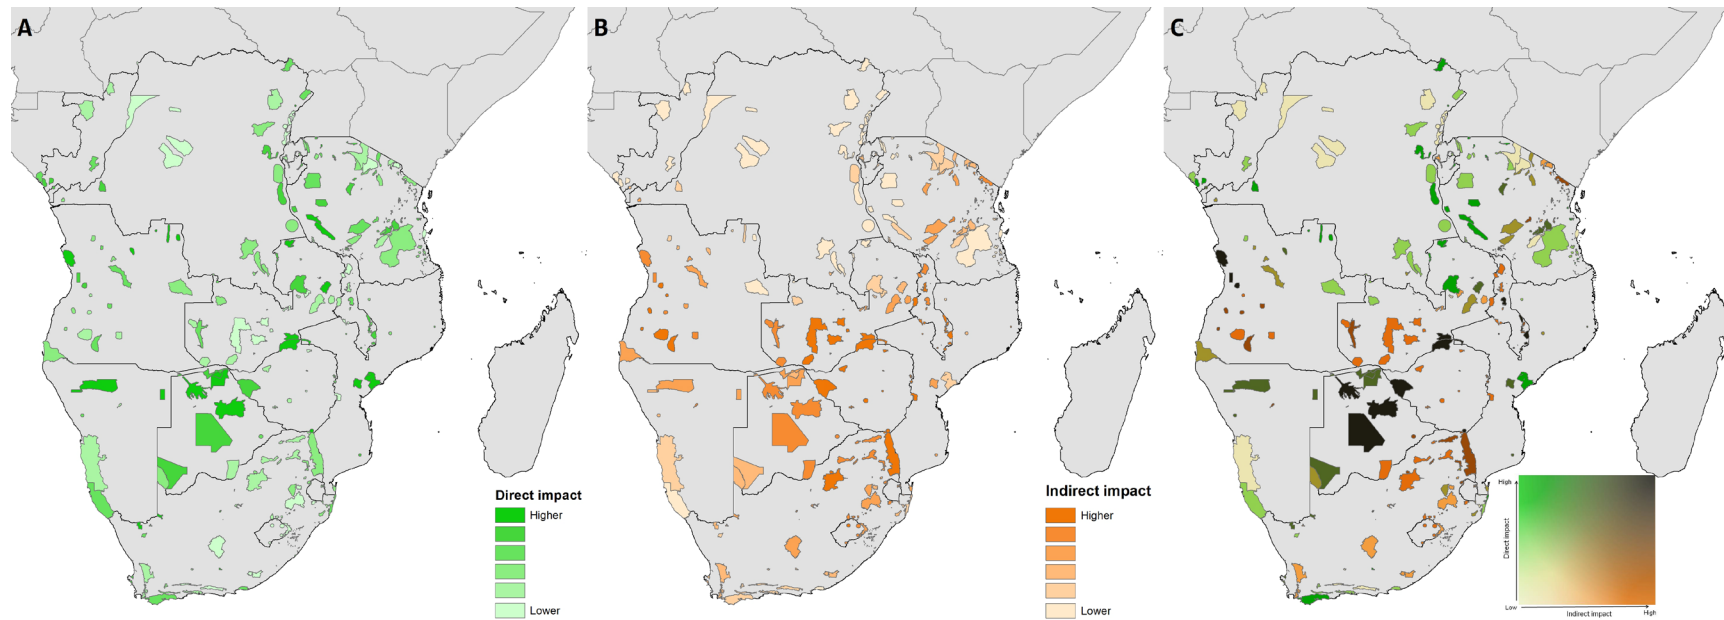 A
B
C
Direct impact
Higher
Lower
Indirect impact
Higher
Lower
High
Direct impact
Low
Indirect impact
High